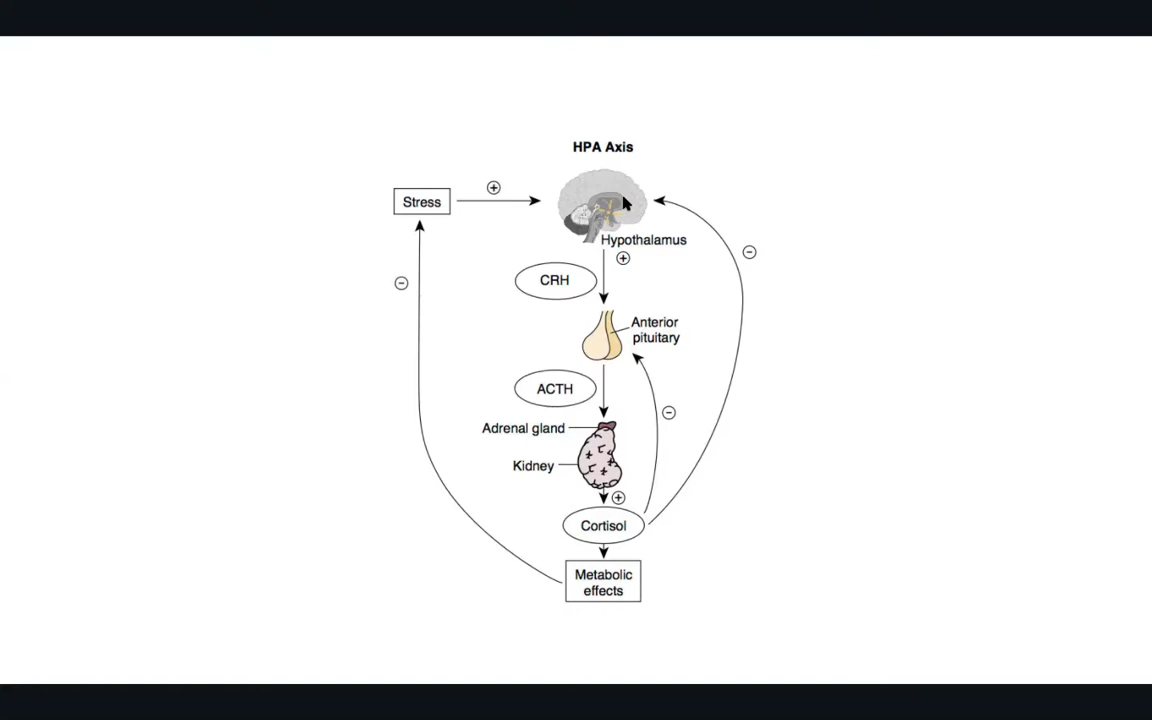 HPA Axis
Stress
+
Hypothalamus
+
−
−
CRH
Anterior
pituitary
ACTH
−
Adrenal gland
Kidney
+
Cortisol
Metabolic
effects